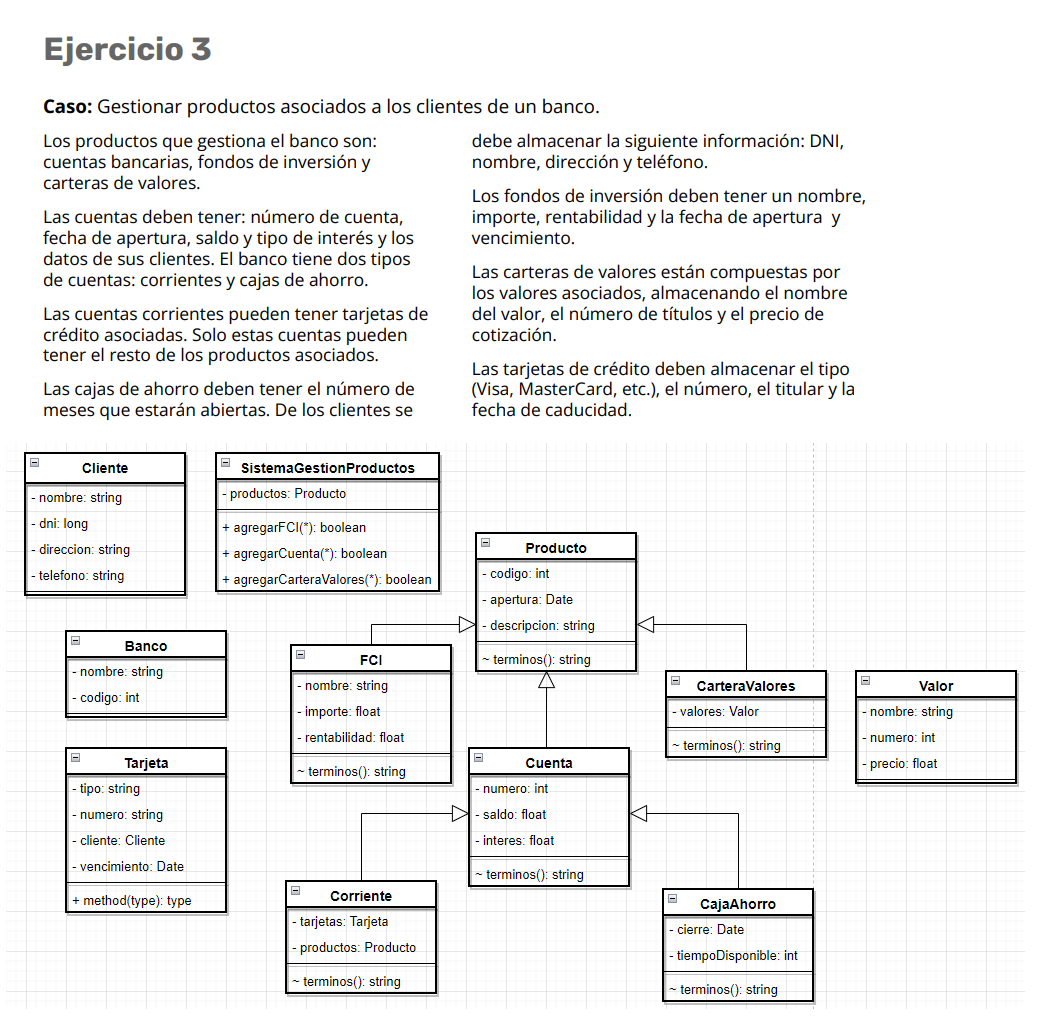 Ejercicio 3
Caso: Gestionar productos asociados a los clientes de un banco.
Los productos que gestiona el banco son:
cuentas bancarias, fondos de inversión y
carteras de valores.
Las cuentas deben tener: número de cuenta,
fecha de apertura, saldo y tipo de interés y los
datos de sus clientes. El banco tiene dos tipos
de cuentas: corrientes y cajas de ahorro.
Las cuentas corrientes pueden tener tarjetas de
crédito asociadas. Solo estas cuentas pueden
tener el resto de los productos asociados.
Las cajas de ahorro deben tener el número de
meses que estarán abiertas. De los clientes se
debe almacenar la siguiente información: DNI,
nombre, dirección y teléfono.
Los fondos de inversión deben tener un nombre,
importe, rentabilidad y la fecha de apertura y
vencimiento.
Las carteras de valores están compuestas por
los valores asociados, almacenando el nombre
del valor, el número de títulos y el precio de
cotización.
Las tarjetas de crédito deben almacenar el tipo
(Visa, MasterCard, etc.), el número, el titular y la
fecha de caducidad.
Cliente
- nombre: string
- dni: long
- direccion: string
- telefono: string
SistemaGestionProductos
- productos: Producto
+ agregarFCI(*): boolean
+ agregarCuenta(*): boolean
+ agregarCarteraValores(*): boolean
Producto
- codigo: int
- apertura: Date
- descripcion: string
~ terminos(): string
Banco
- nombre: string
- codigo: int
FCI
- nombre: string
- importe: float
- rentabilidad: float
~ terminos(): string
CarteraValores
- valores: Valor
~ terminos(): string
Valor
- nombre: string
- numero: int
- precio: float
Tarjeta
- tipo: string
- numero: string
- cliente: Cliente
- vencimiento: Date
+ method(type): type
Cuenta
- numero: int
- saldo: float
- interes: float
~ terminos(): string
Corriente
- tarjetas: Tarjeta
- productos: Producto
~ terminos(): string
CajaAhorro
- cierre: Date
- tiempoDisponible: int
~ terminos(): string